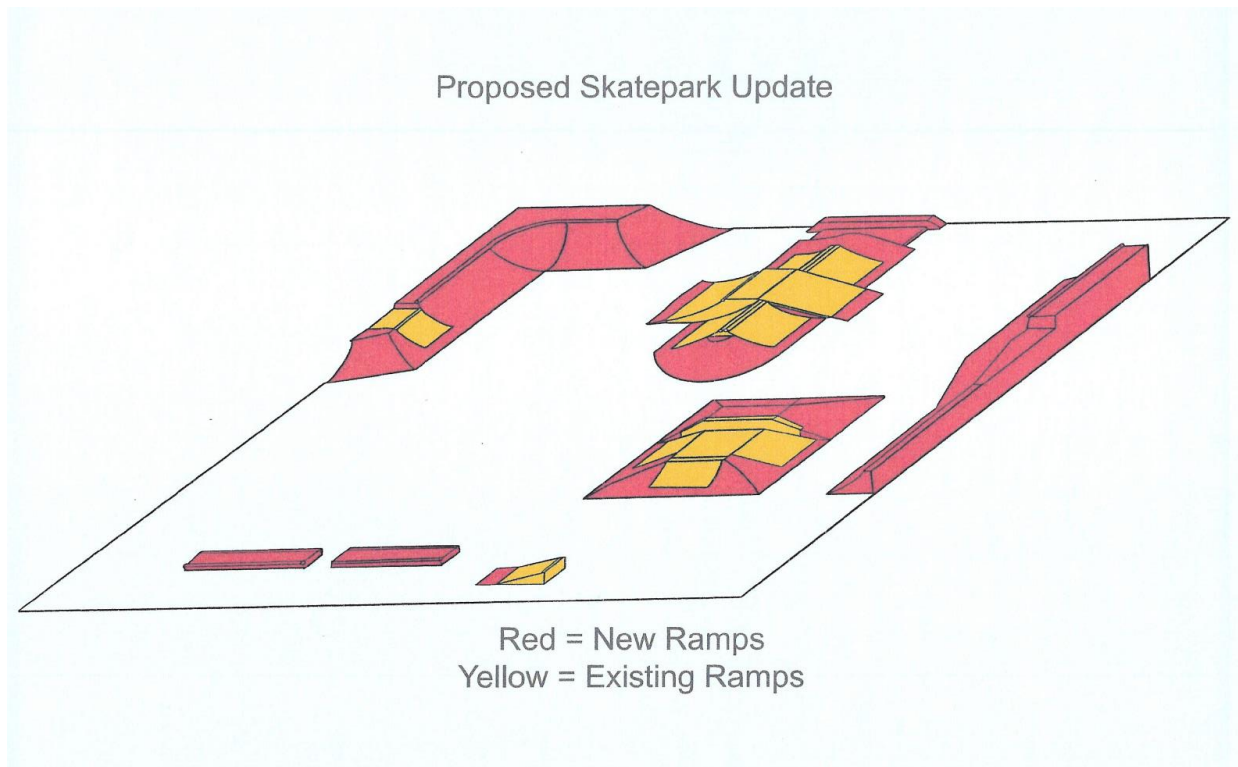 Proposed Skatepark Update
Red = New Ramps
Yellow = Existing Ramps